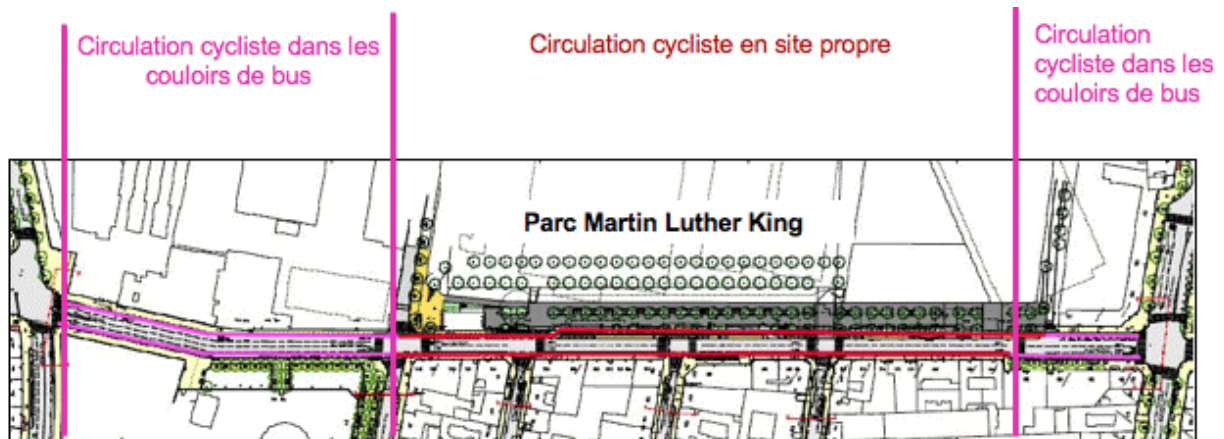 Circulation cycliste dans les
couloirs de bus
Circulation cycliste en site propre
Circulation
cycliste dans les
couloirs de bus
Parc Martin Luther King